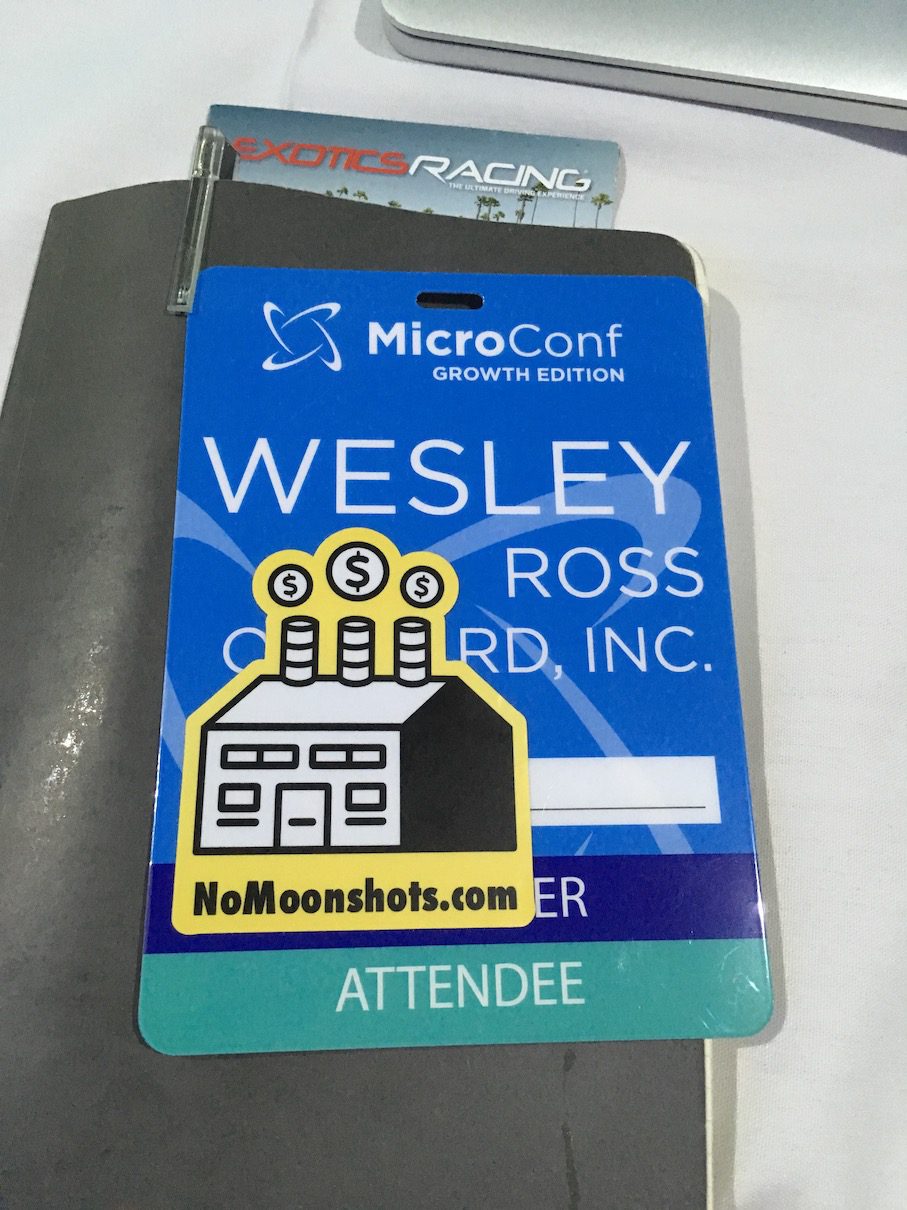 EXOTICSRACING
THE ULTIMATE DRIVING EXPERIENCE
MicroConf
GROWTH EDITION
WESLEY
ROSS
RD, INC.
$ $ $
NoMoonshots.com
ER
ATTENDEE